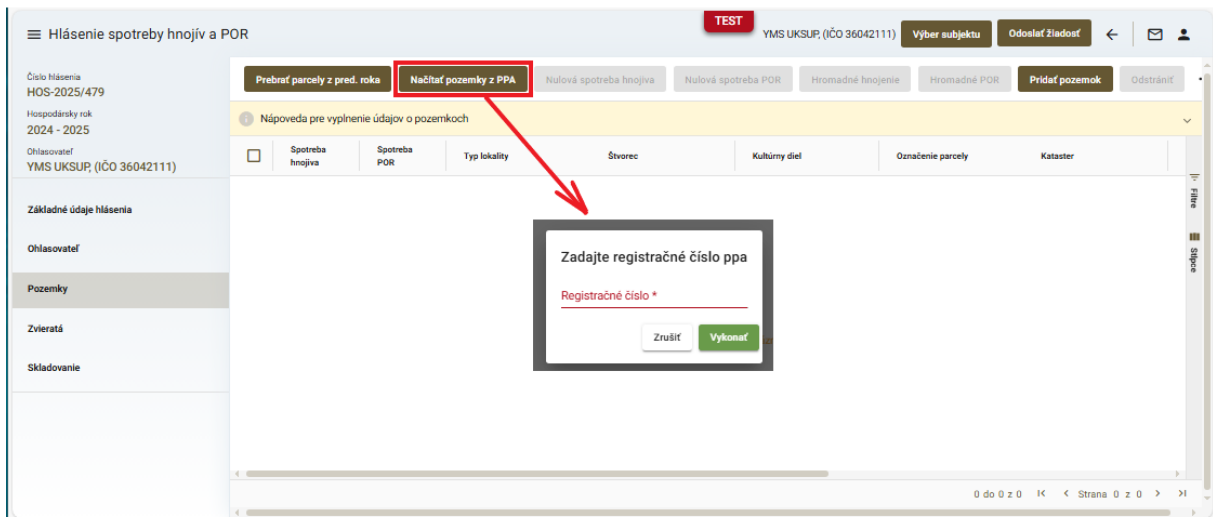 TEST
Hlásenie spotreby hnojív a POR
YMS UKSUP, (IČO 36042111)
Výber subjektu
Odoslať žiadosť
Číslo hlásenia
HOS-2025/479
Hospodársky rok
2024 - 2025
Ohlasovateľ
YMS UKSUP, (IČO 36042111)
Základné údaje hlásenia
Ohlasovateľ
Pozemky
Zvieratá
Skladovanie
Prebrať parcely z pred. roka
Načítať pozemky z PPA
Nulová spotreba hnojiva
Nulová spotreba POR
Hromadné hnojenie
Hromadné POR
Pridať pozemok
Odstrániť
Nápoveda pre vyplnenie údajov o pozemkoch
Spotreba
hnojiva
Spotreba
POR
Typ lokality
Štvorec
Kultúrny diel
Označenie parcely
Kataster
Filtre
Stĺpce
Zadajte registračné číslo ppa
Registračné číslo *
Zrušiť
Vykonať
0 do 0 z 0
Strana 0 z 0